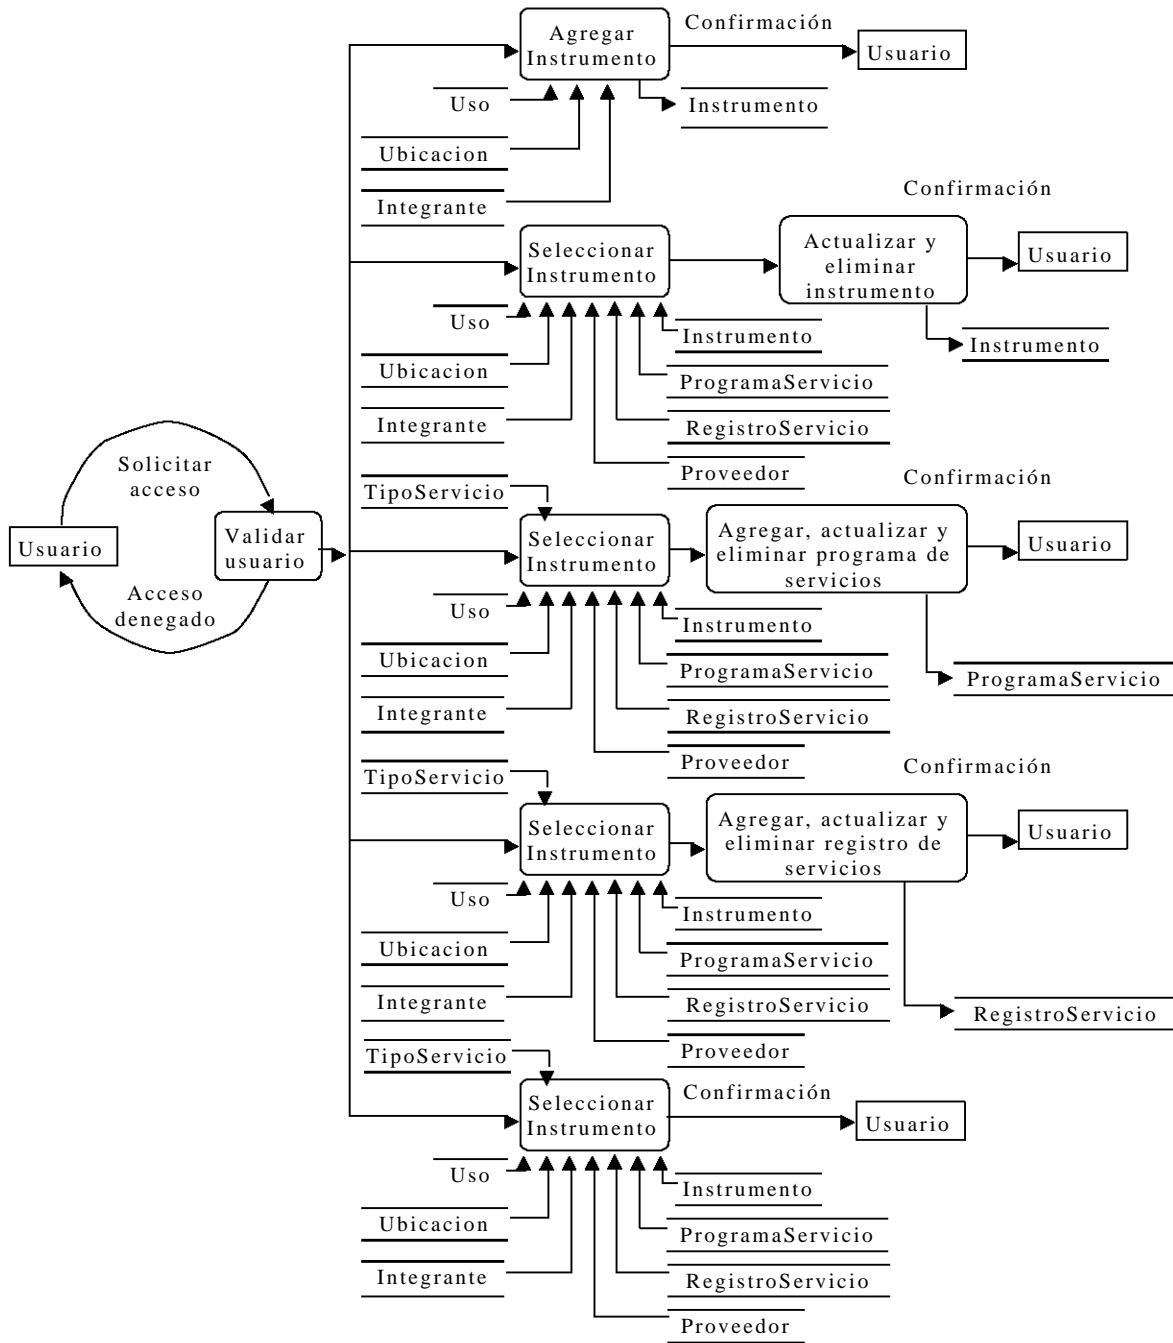 Confirmación
Agregar
Instrumento
Usuario
Uso
Instrumento
Ubicacion
Integrante
Confirmación
Seleccionar
Instrumento
Actualizar y
eliminar
instrumento
Usuario
Uso
Instrumento
Instrumento
Ubicacion
ProgramaServicio
Integrante
RegistroServicio
Proveedor
Solicitar
acceso
Usuario
Validar
usuario
Acceso
denegado
TipoServicio
Confirmación
Seleccionar
Instrumento
Agregar, actualizar y
eliminar programa de
servicios
Usuario
Uso
Instrumento
Ubicacion
ProgramaServicio
ProgramaServicio
Integrante
RegistroServicio
Proveedor
TipoServicio
Confirmación
Seleccionar
Instrumento
Agregar, actualizar y
eliminar registro de
servicios
Usuario
Uso
Instrumento
Ubicacion
ProgramaServicio
Integrante
RegistroServicio
RegistroServicio
Proveedor
TipoServicio
Confirmación
Seleccionar
Instrumento
Usuario
Uso
Instrumento
Ubicacion
ProgramaServicio
Integrante
RegistroServicio
Proveedor